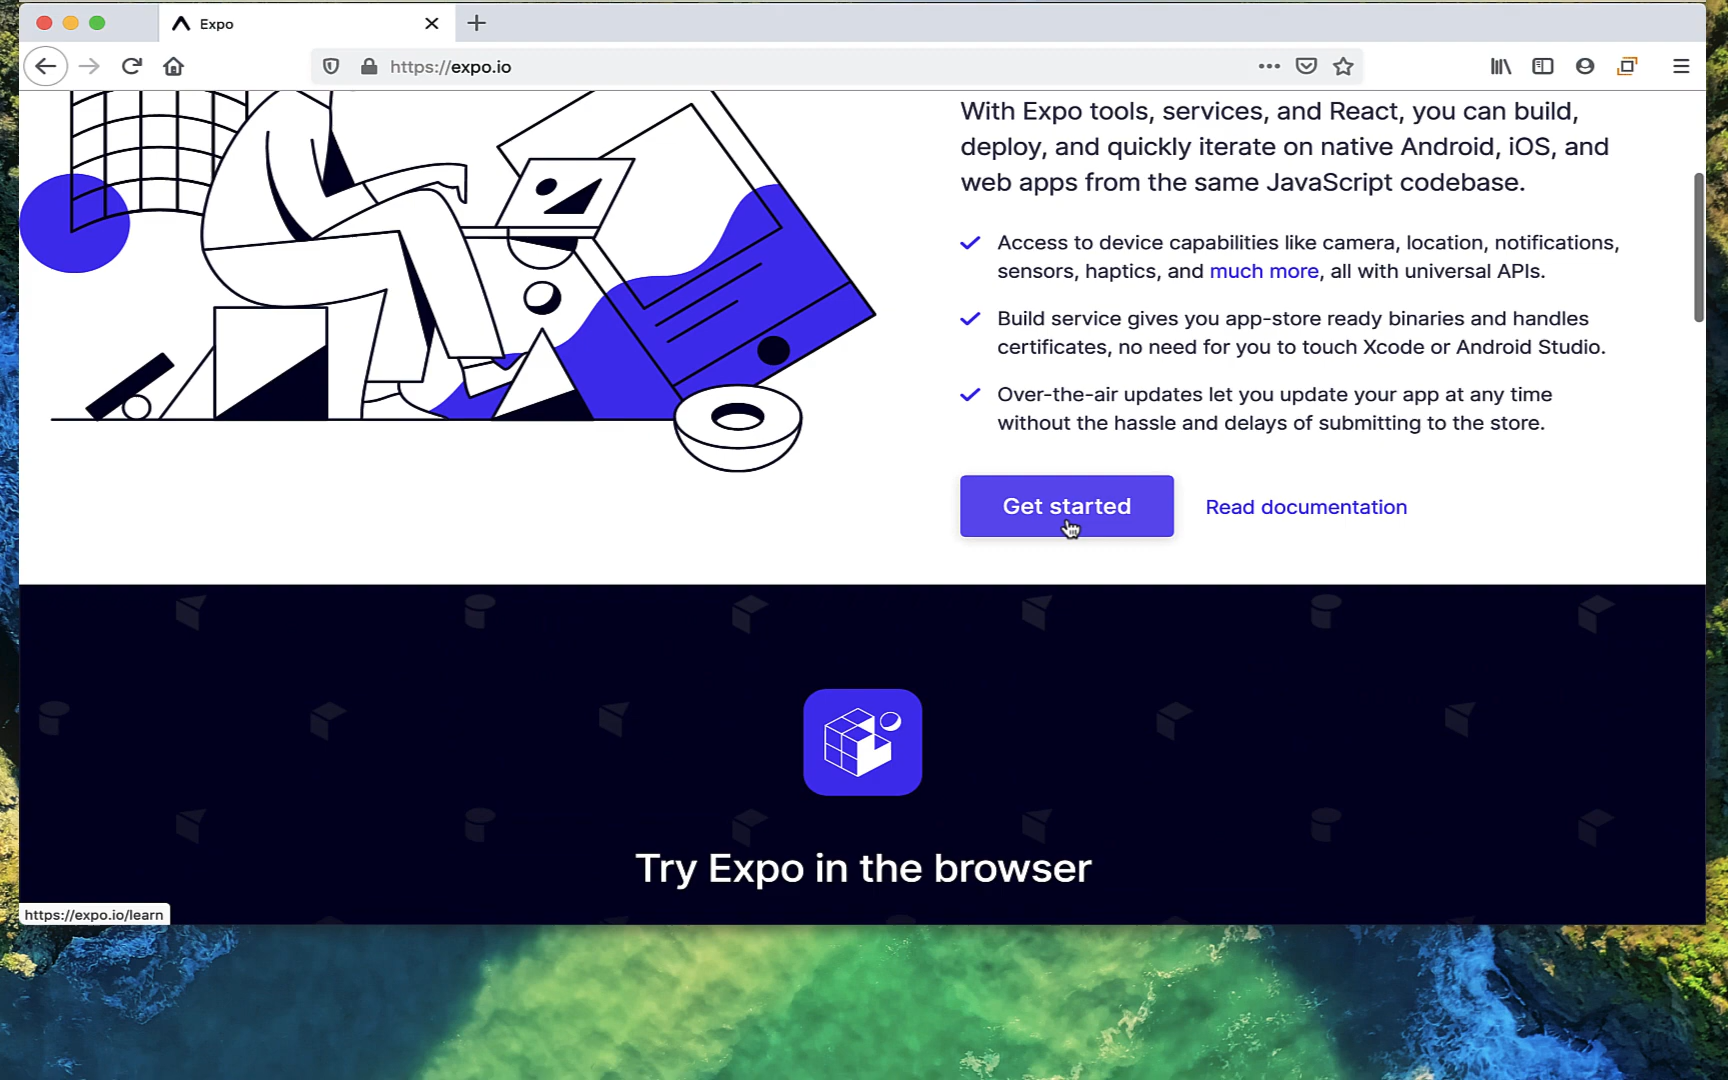 Expo
https://expo.io
With Expo tools, services, and React, you can build,
deploy, and quickly iterate on native Android, iOS, and
web apps from the same JavaScript codebase.
Access to device capabilities like camera, location, notifications,
sensors, haptics, and much more, all with universal APIs.
Build service gives you app-store ready binaries and handles
certificates, no need for you to touch Xcode or Android Studio.
Over-the-air updates let you update your app at any time
without the hassle and delays of submitting to the store.
Get started
Read documentation
Try Expo in the browser
https://expo.io/learn